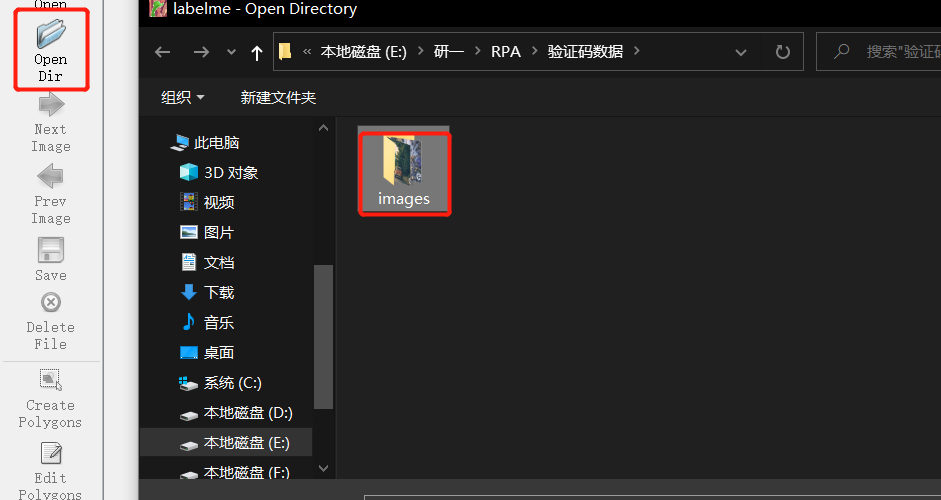 Open
Open
Dir
Next
Image
Prev
Image
Save
Delete
File
Create
Polygons
Edit
Polygons
labelme - Open Directory
« 本地磁盘 (E:) › 研一 › RPA › 验证码数据 ›
搜索"验证码
组织
新建文件夹
此电脑
3D 对象
视频
图片
文档
下载
音乐
桌面
系统 (C:)
本地磁盘 (D:)
本地磁盘 (E:)
本地磁盘 (F:)
images